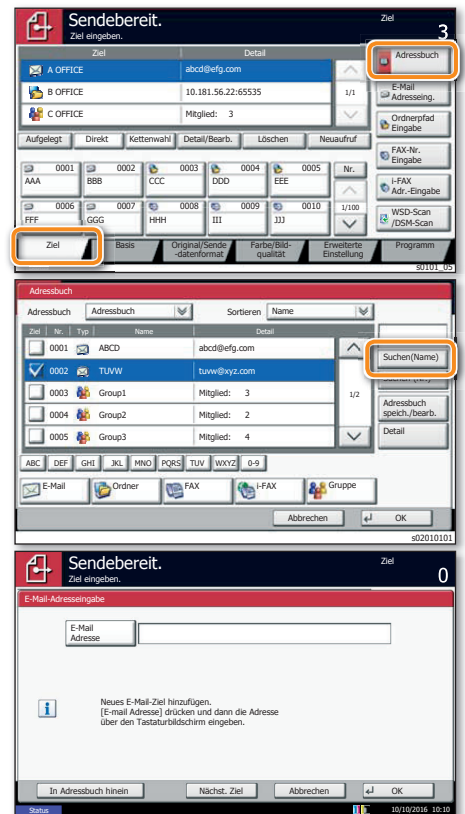 Sendebereit.
Ziel eingeben.
Ziel
3
Ziel Detail
A OFFICE abcd@efg.com
B OFFICE 10.181.56.22:65535 1/1
C OFFICE Mitglied: 3
Adressbuch
E-Mail
Adresseing.
Ordnerpfad
Eingabe
FAX-Nr.
Eingabe
i-FAX
Adr.-Eingabe
WSD-Scan
/DSM-Scan
Aufgelegt Direkt Kettenwahl Detail/Bearb. Löschen Neuaufruf
0001 0002 0003 0004 0005 Nr.
AAA BBB CCC DDD EEE
0006 0007 0008 0009 0010 1/100
FFF GGG HHH III JJJ
Ziel Basis Original/Sende
-datenformat Farbe/Bild-
qualität Erweiterte
Einstellung Programm
s0101_05
Adressbuch
Adressbuch Adressbuch Sortieren Name
Ziel Nr. Typ Name Detail
0001 ABCD abcd@efg.com
0002 TUVW tuvw@xyz.com
0003 Group1 Mitglied: 3 1/2
0004 Group2 Mitglied: 2
0005 Group3 Mitglied: 4
Suchen(Name)
Adressbuch
speich./bearb.
Detail
ABC DEF GHI JKL MNO PQRS TUV WXYZ 0-9
E-Mail Ordner FAX i-FAX Gruppe
Abbrechen OK
s02010101
Sendebereit.
Ziel eingeben.
Ziel
0
E-Mail-Adresseingabe
E-Mail
Adresse
Neues E-Mail-Ziel hinzufügen.
[E-mail Adresse] drücken und dann die Adresse
über den Tastaturbildschirm eingeben.
In Adressbuch hinein Nächst. Ziel Abbrechen OK
Status 10/10/2016 10:10